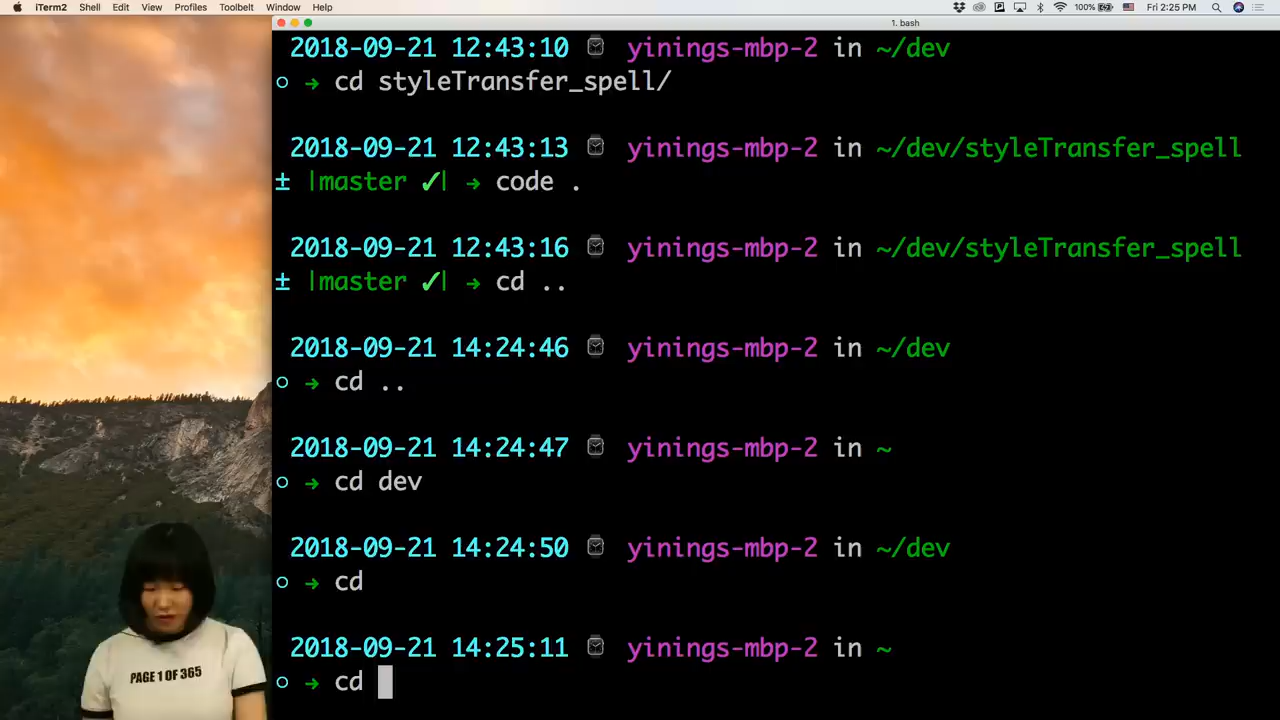 iTerm2 Shell Edit View Profiles Toolbelt Window Help 100% Fri 2:25 PM
1. bash
2018-09-21 12:43:10 yinings-mbp-2 in ~/dev
○ → cd styleTransfer_spell/
2018-09-21 12:43:13 yinings-mbp-2 in ~/dev/styleTransfer_spell
± |master ✓| → code .
2018-09-21 12:43:16 yinings-mbp-2 in ~/dev/styleTransfer_spell
± |master ✓| → cd ..
2018-09-21 14:24:46 yinings-mbp-2 in ~/dev
○ → cd ..
2018-09-21 14:24:47 yinings-mbp-2 in ~
○ → cd dev
2018-09-21 14:24:50 yinings-mbp-2 in ~/dev
○ → cd
2018-09-21 14:25:11 yinings-mbp-2 in ~
○ → cd
PAGE 1 OF 365